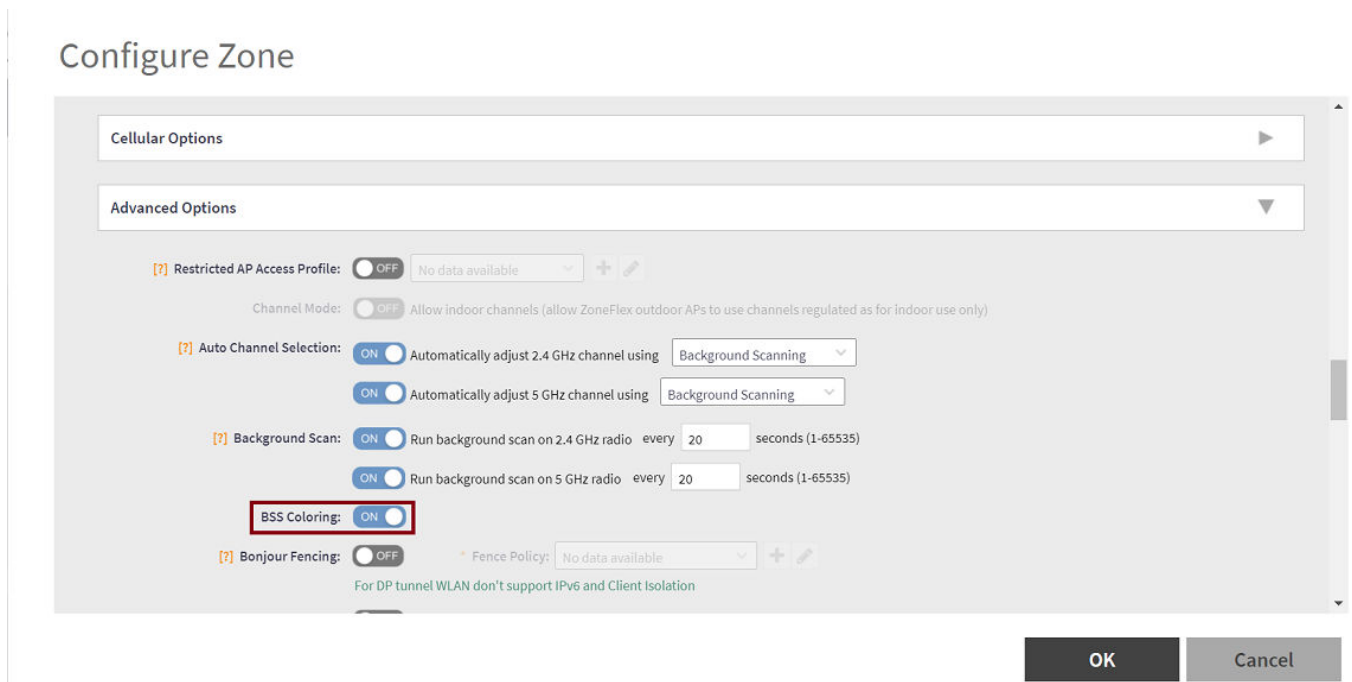 Configure Zone
Cellular Options
Advanced Options
[?] Restricted AP Access Profile: OFF No data available
Channel Mode: OFF Allow indoor channels (allow ZoneFlex outdoor APs to use channels regulated as for indoor use only)
[?] Auto Channel Selection: ON Automatically adjust 2.4 GHz channel using Background Scanning
ON Automatically adjust 5 GHz channel using Background Scanning
[?] Background Scan: ON Run background scan on 2.4 GHz radio every 20 seconds (1-65535)
ON Run background scan on 5 GHz radio every 20 seconds (1-65535)
BSS Coloring: ON
[?] Bonjour Fencing: OFF * Fence Policy: No data available
For DP tunnel WLAN don't support IPv6 and Client Isolation
OK Cancel